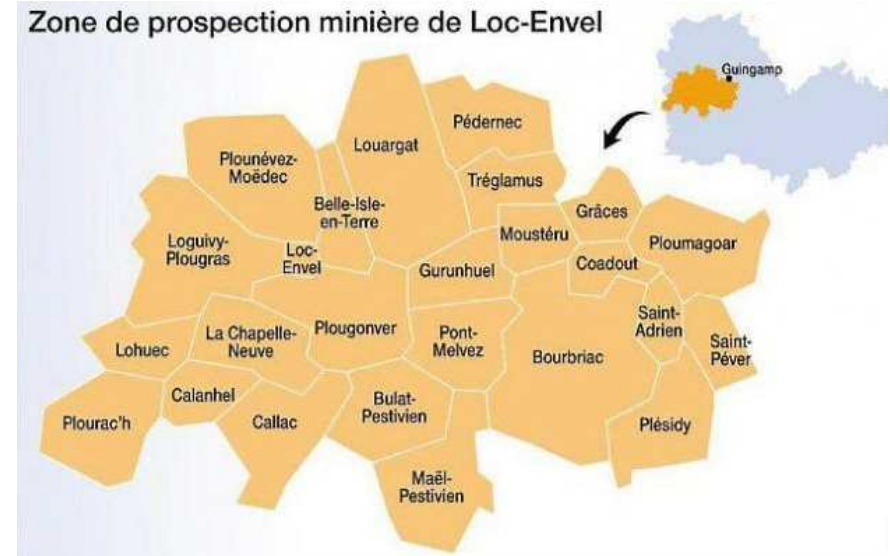 Zone de prospection minière de Loc-Envel
Guingamp
Pédernec
Louargat
Plounévez-
Moëdec
Tréglamus
Belle-Isle-
en-Terre
Grâces
Moustéru
Ploumagoar
Loguivy-
Plougras
Loc-
Envel
Gurunhuel
Coadout
Saint-
Adrien
La Chapelle-
Neuve
Plougonver
Pont-
Melvez
Saint-
Péver
Lohuec
Bourbriac
Calanhel
Bulat-
Pestivien
Plourac'h
Callac
Plésidy
Maël-
Pestivien